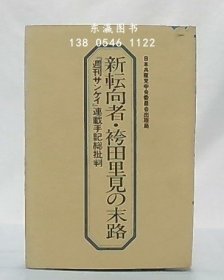 东瀛图书
138 0546 1122
日本共産党中央委員会出版局
新転向者・袴田里見の末路
『週刊サンケイ』連載手記総批判